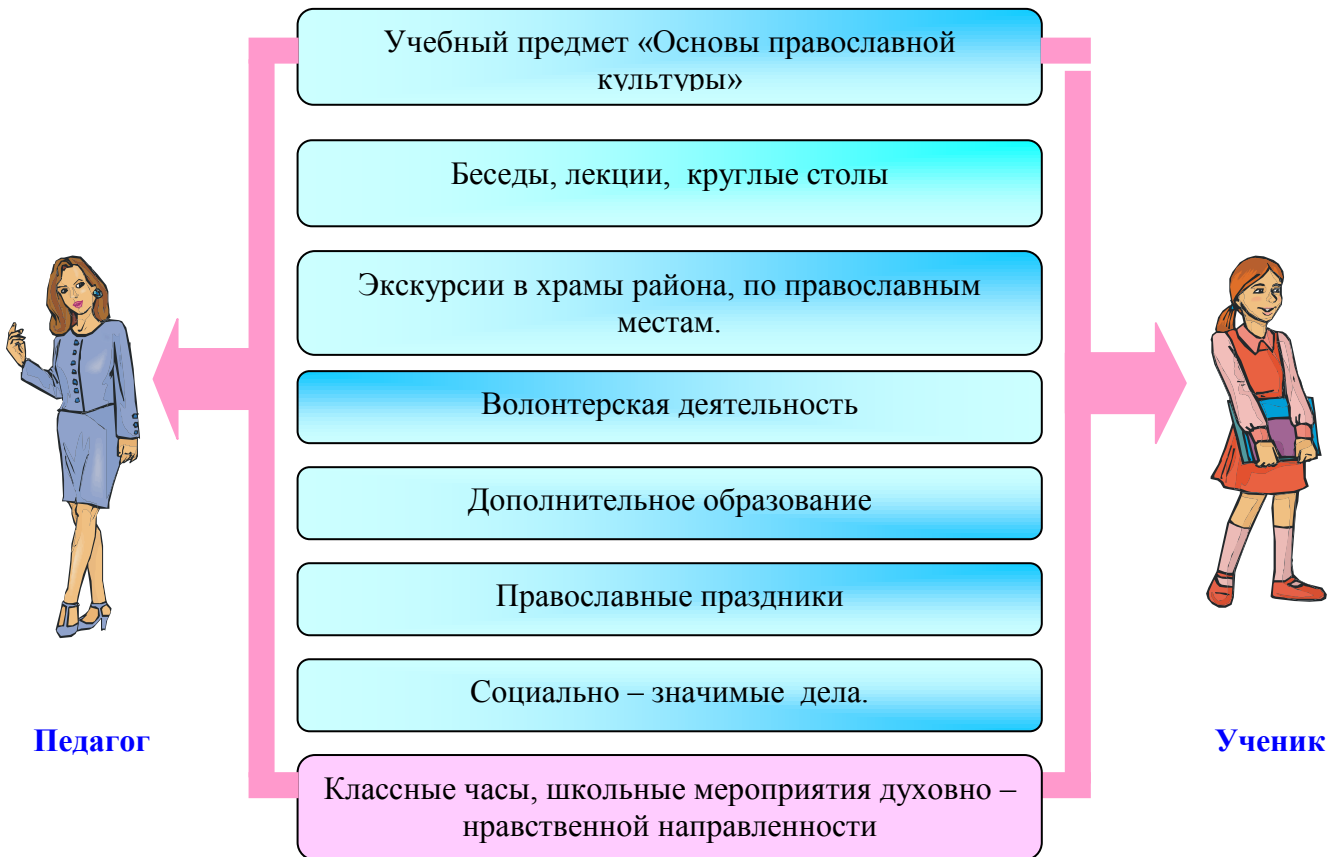 Учебный предмет «Основы православной
культуры»
Беседы, лекции, круглые столы
Экскурсии в храмы района, по православным
местам.
Волонтерская деятельность
Дополнительное образование
Православные праздники
Социально – значимые дела.
Педагог
Ученик
Классные часы, школьные мероприятия духовно –
нравственной направленности